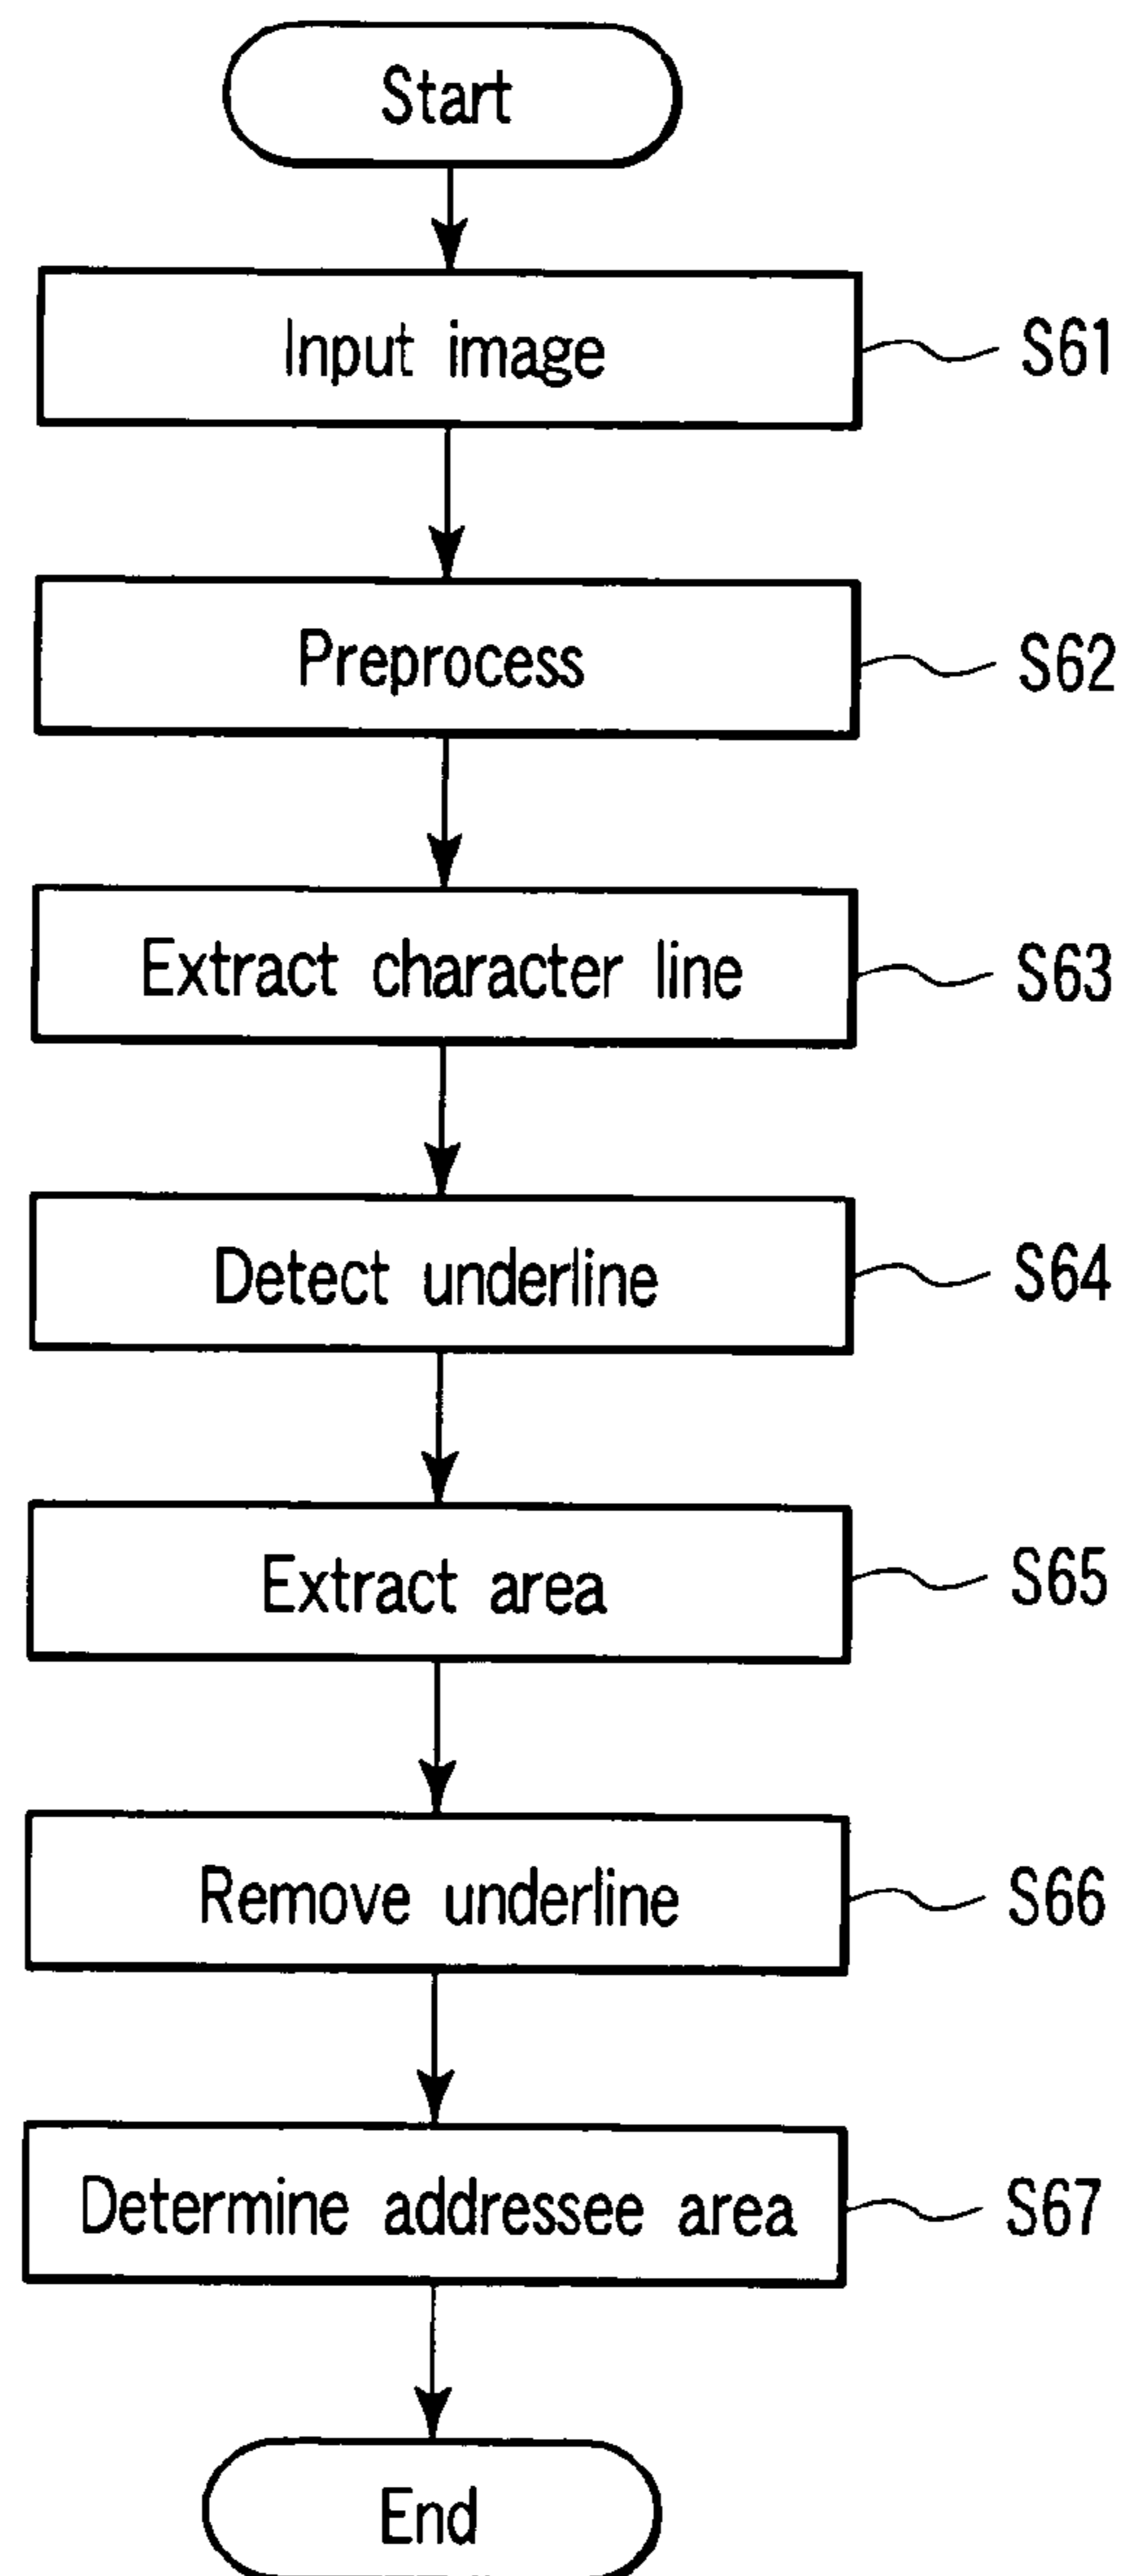 Start
Input image S61
Preprocess S62
Extract character line S63
Detect underline S64
Extract area S65
Remove underline S66
Determine addressee area S67
End